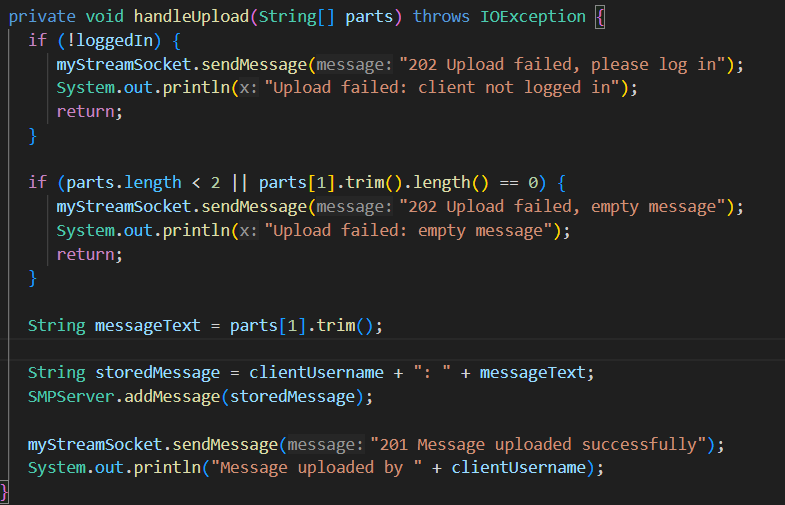 private void handleUpload(String[] parts) throws IOException {
if (!loggedIn) {
myStreamSocket.sendMessage(message: "202 Upload failed, please log in");
System.out.println(x: "Upload failed: client not logged in");
return;
}
if (parts.length < 2 || parts[1].trim().length() == 0) {
myStreamSocket.sendMessage(message: "202 Upload failed, empty message");
System.out.println(x: "Upload failed: empty message");
return;
}
String messageText = parts[1].trim();
String storedMessage = clientUsername + ": " + messageText;
SMPServer.addMessage(storedMessage);
myStreamSocket.sendMessage(message: "201 Message uploaded successfully");
System.out.println("Message uploaded by " + clientUsername);
}